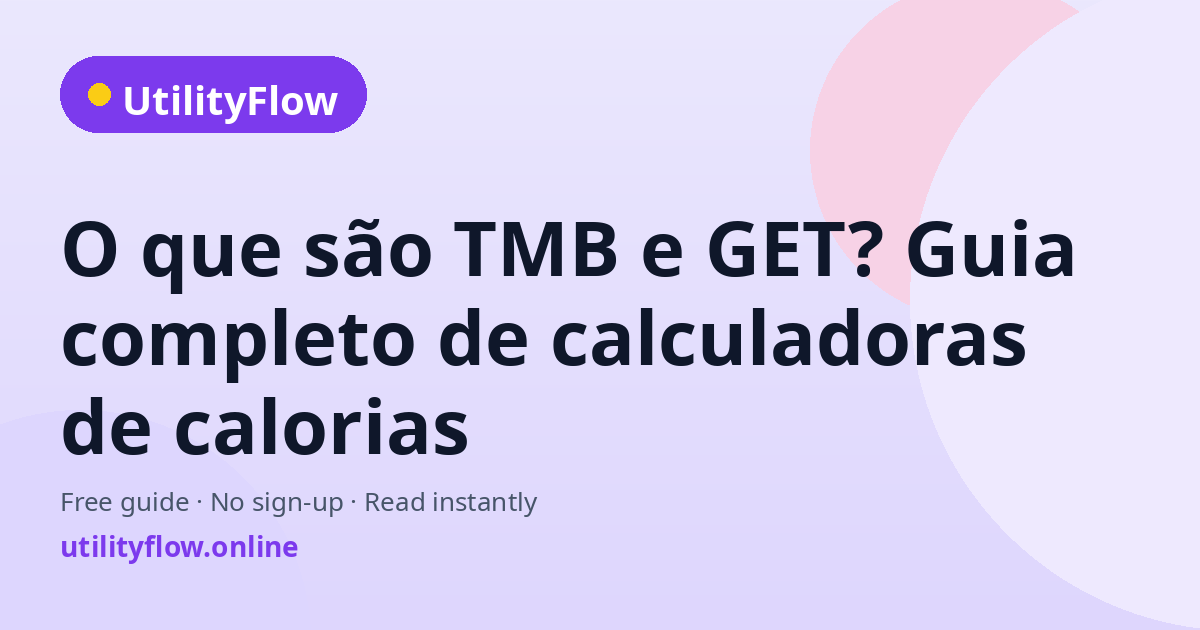 UtilityFlow
O que são TMB e GET? Guia
completo de calculadoras
de calorias
Free guide · No sign-up · Read instantly
utilityflow.online